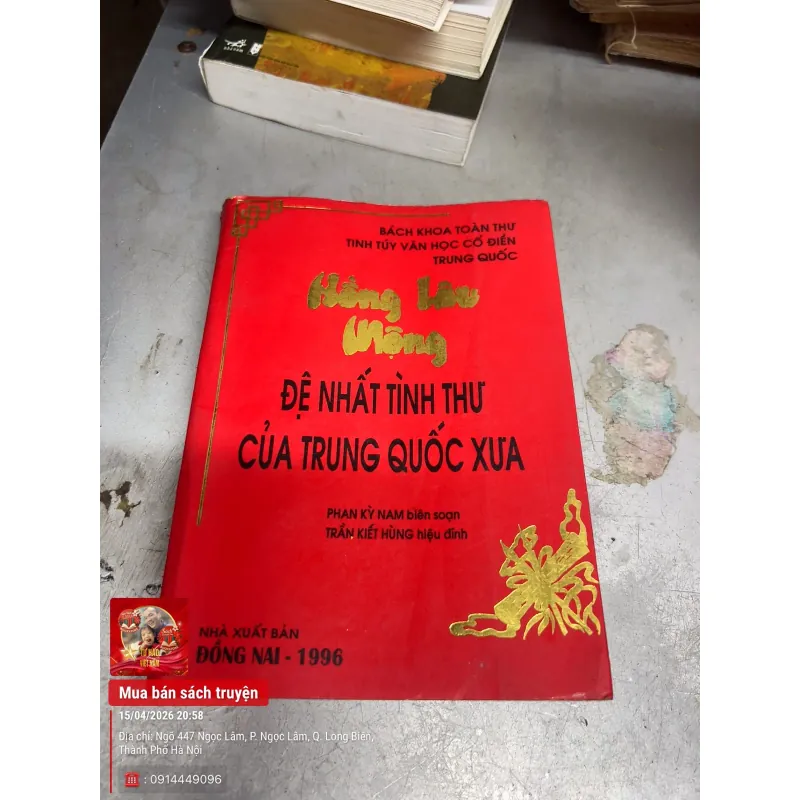 BÁCH KHOA TOÀN THƯ
TINH TÚY VĂN HỌC CỔ ĐIỂN
TRUNG QUỐC
Hồng Lâu
Mộng
ĐỆ NHẤT TÌNH THƯ
CỦA TRUNG QUỐC XƯA
PHAN KỲ NAM biên soạn
TRẦN KIẾT HÙNG hiệu đính
NHÀ XUẤT BẢN
ĐỒNG NAI - 1996
Mua bán sách truyện
15/04/2026 20:58
Địa chỉ: Ngõ 447 Ngọc Lâm, P. Ngọc Lâm, Q. Long Biên,
Thành Phố Hà Nội
: 0914449096